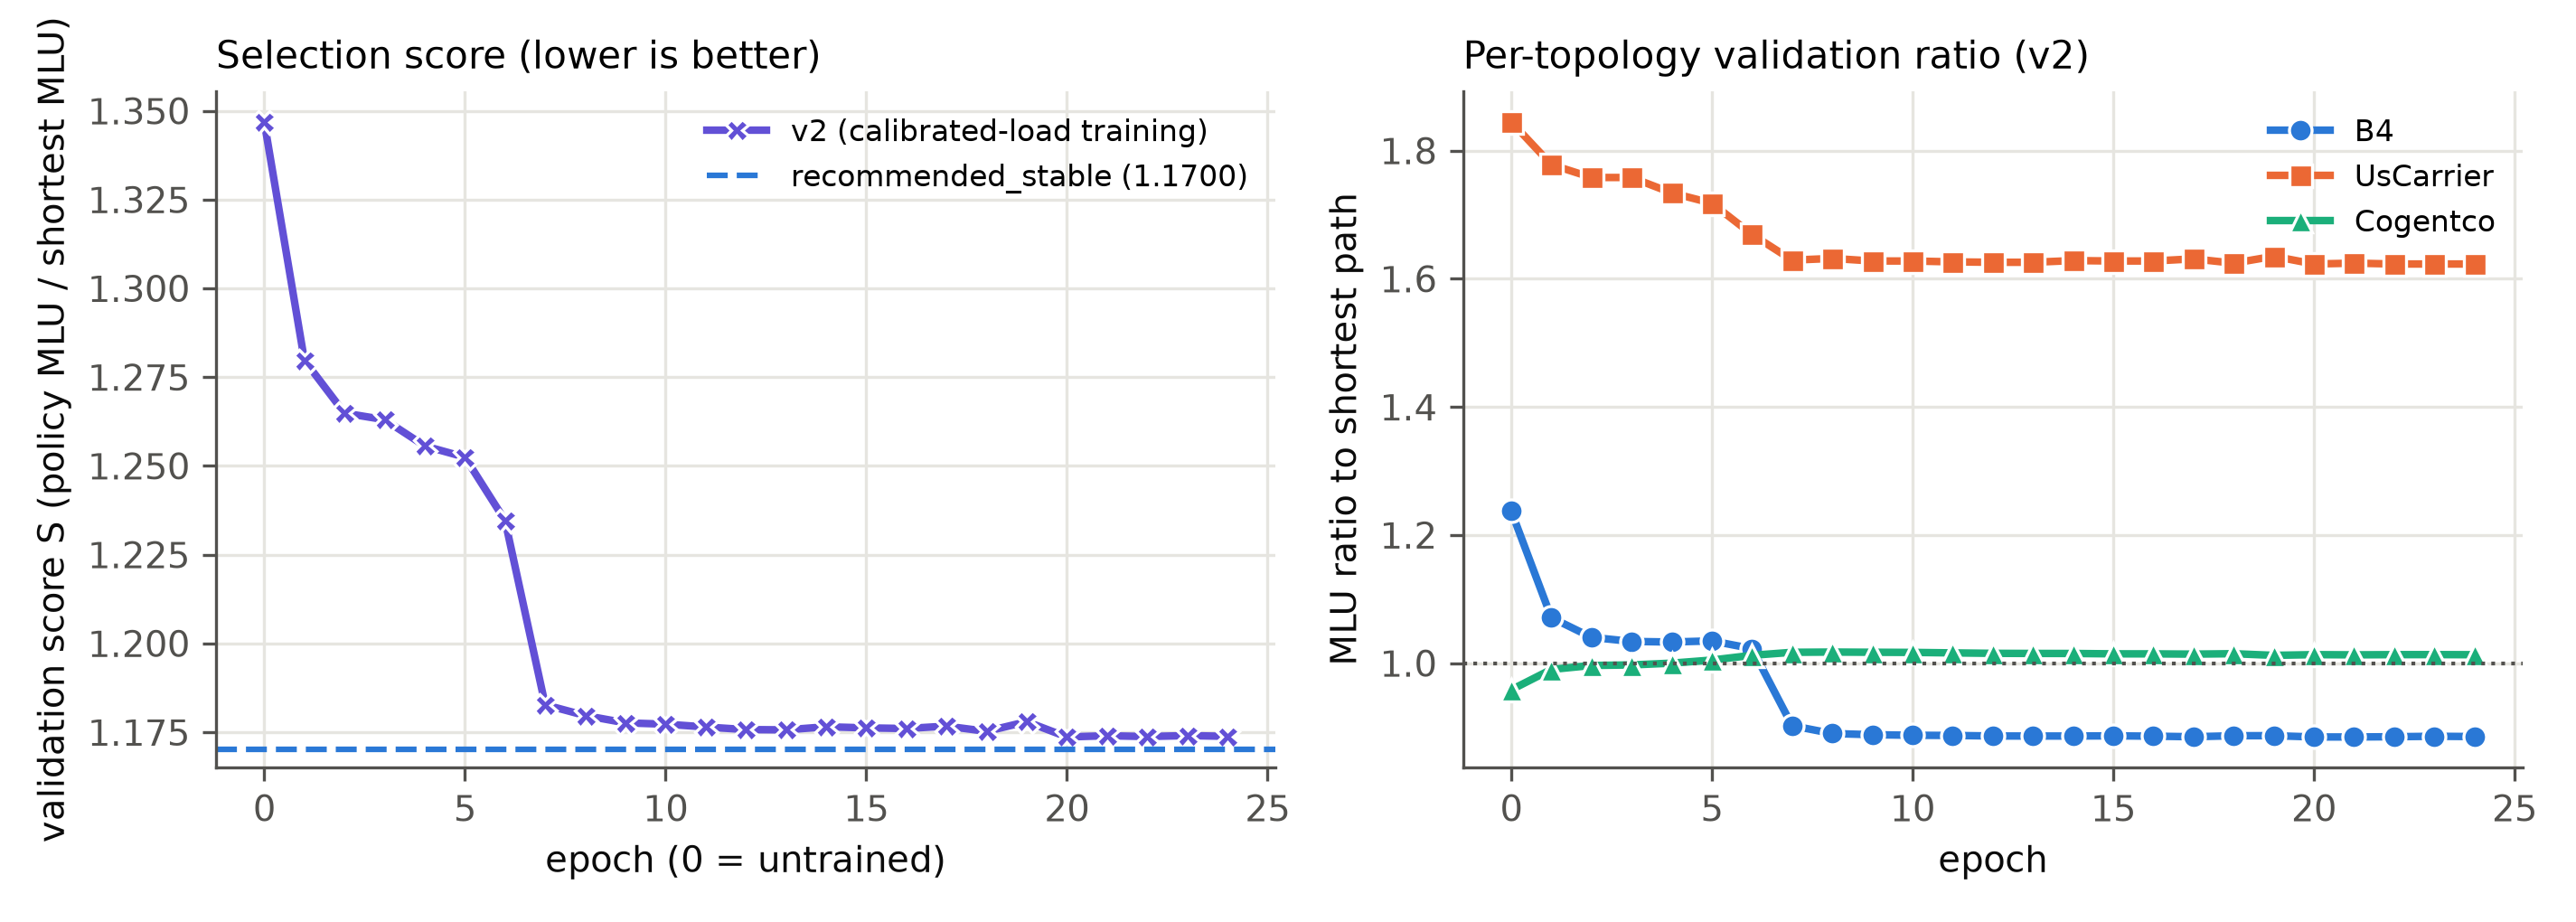 Selection score (lower is better)
validation score S (policy MLU / shortest MLU)
1.350
1.325
1.300
1.275
1.250
1.225
1.200
1.175
v2 (calibrated-load training)
recommended_stable (1.1700)
0 5 10 15 20 25
epoch (0 = untrained)
Per-topology validation ratio (v2)
MLU ratio to shortest path
1.8
1.6
1.4
1.2
1.0
B4
UsCarrier
Cogentco
0 5 10 15 20 25
epoch